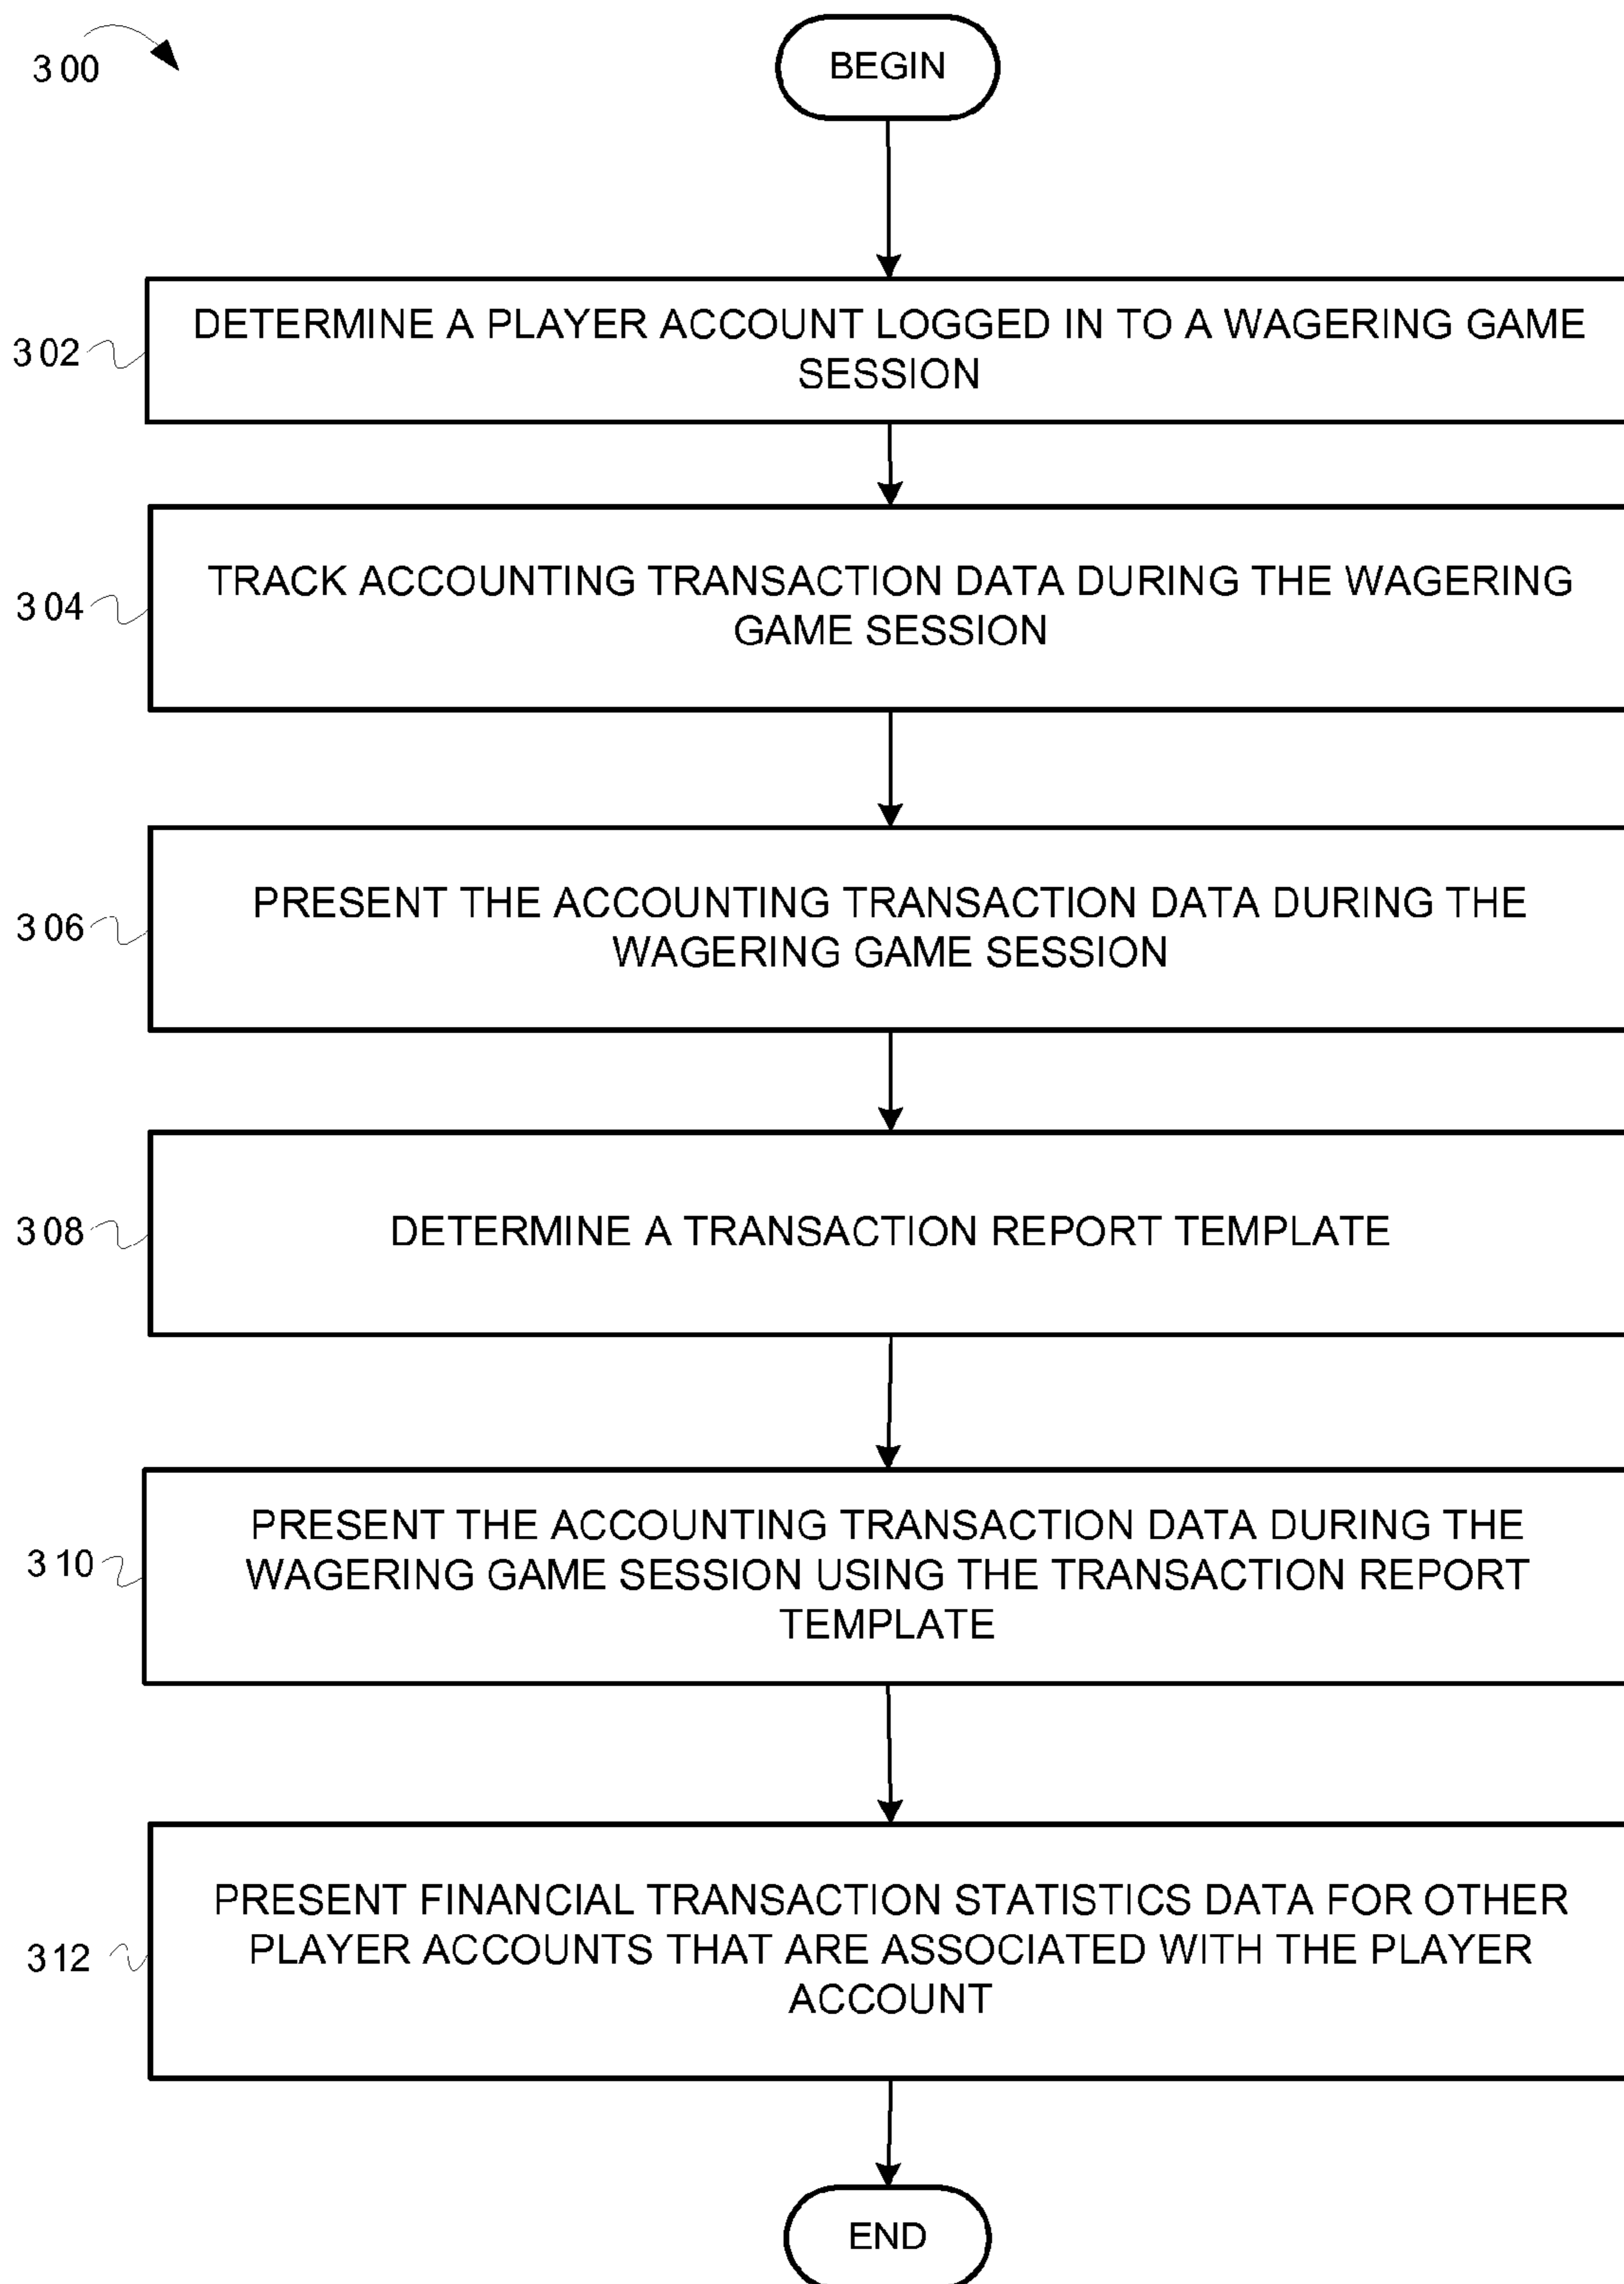 300
BEGIN
302
DETERMINE A PLAYER ACCOUNT LOGGED IN TO A WAGERING GAME
SESSION
304
TRACK ACCOUNTING TRANSACTION DATA DURING THE WAGERING
GAME SESSION
306
PRESENT THE ACCOUNTING TRANSACTION DATA DURING THE
WAGERING GAME SESSION
308
DETERMINE A TRANSACTION REPORT TEMPLATE
310
PRESENT THE ACCOUNTING TRANSACTION DATA DURING THE
WAGERING GAME SESSION USING THE TRANSACTION REPORT
TEMPLATE
312
PRESENT FINANCIAL TRANSACTION STATISTICS DATA FOR OTHER
PLAYER ACCOUNTS THAT ARE ASSOCIATED WITH THE PLAYER
ACCOUNT
END